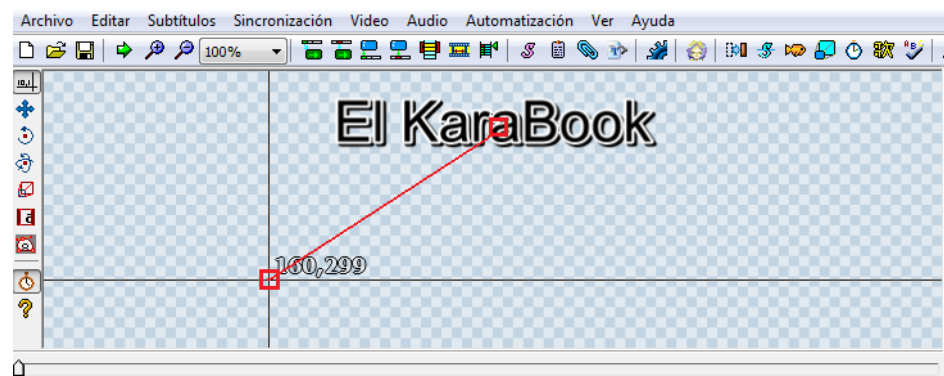 Archivo Editar Subtítulos Sincronización Video Audio Automatización Ver Ayuda
100%
El KaraBook
160,299